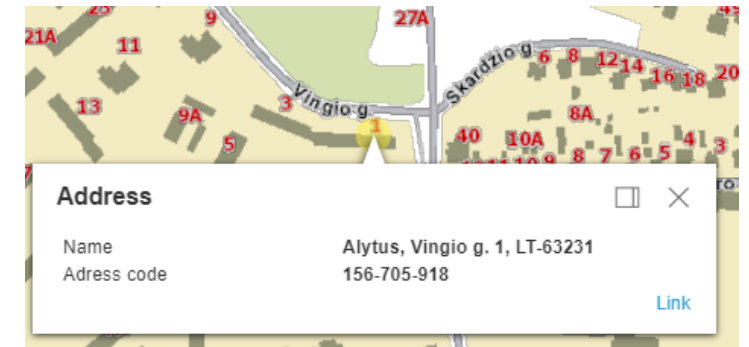 25
9
27A
49
21A
11
Skardžio g.
6
8
12
14
16
18
20
13
9A
3
Vingio g.
1
8A
5
40
10A
4
3
8
7
6
5
Address
Name Alytus, Vingio g. 1, LT-63231
Adress code 156-705-918
Link